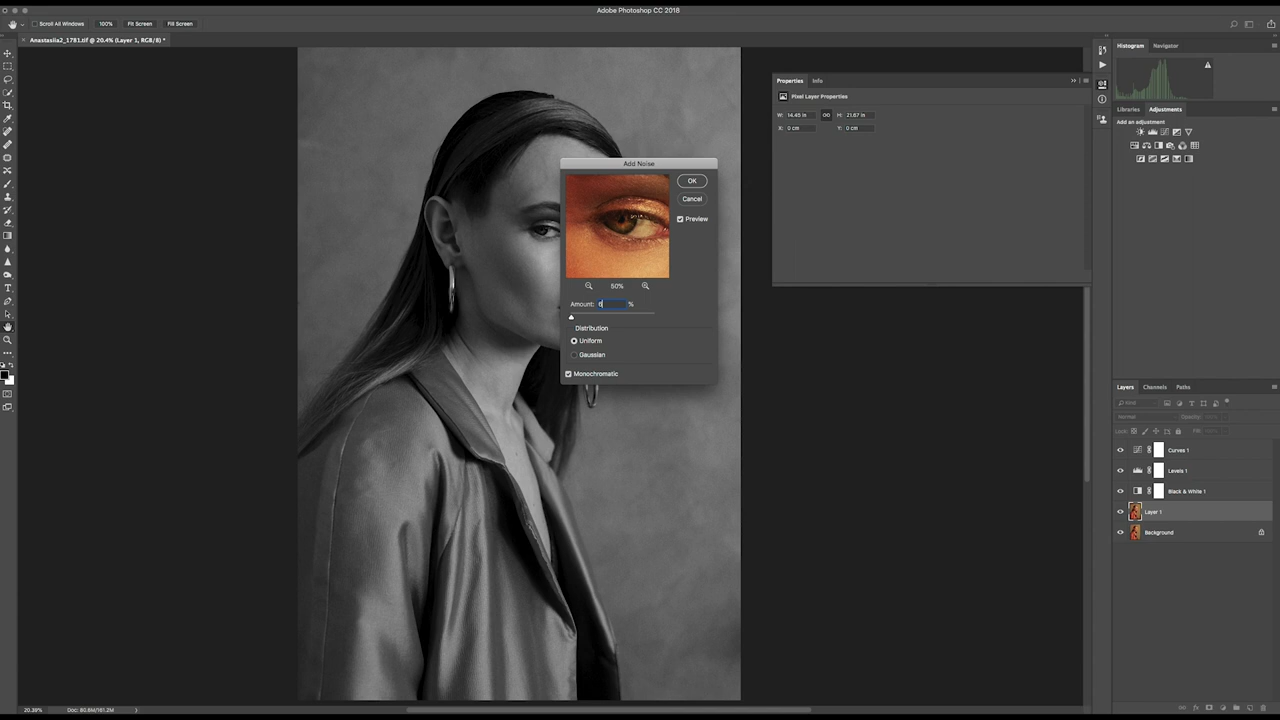 Adobe Photoshop CC 2018
Scroll All Windows 100% Fit Screen Fill Screen
× Anastasiia2_1781.tif @ 20.4% (Layer 1, RGB/8) *
Histogram Navigator
Properties Info
Pixel Layer Properties
W: 14.45 in H: 21.67 in
X: 0 cm Y: 0 cm
Libraries Adjustments
Add an adjustment
Add Noise
OK
Cancel
Preview
50%
Amount: 6 %
Distribution
Uniform
Gaussian
Monochromatic
Layers Channels Paths
Kind
Normal Opacity:
Lock: Fill:
Curves 1
Levels 1
Black & White 1
Layer 1
Background
20.39% Doc: 80.8M/161.2M